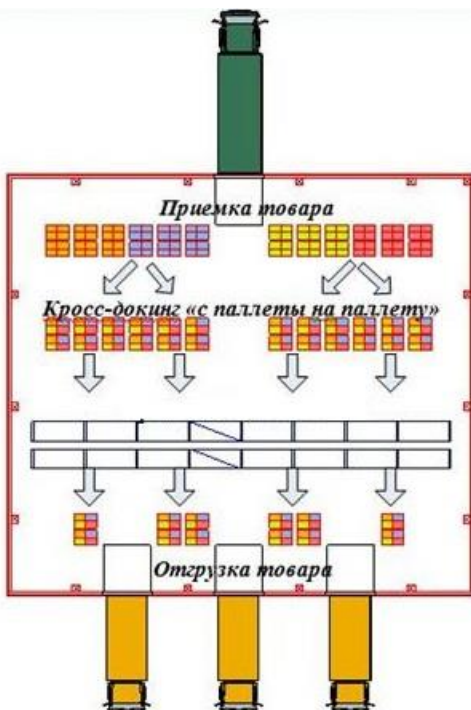 Приемка товара
Кросс-докинг «с паллеты на паллету»
Отгрузка товара